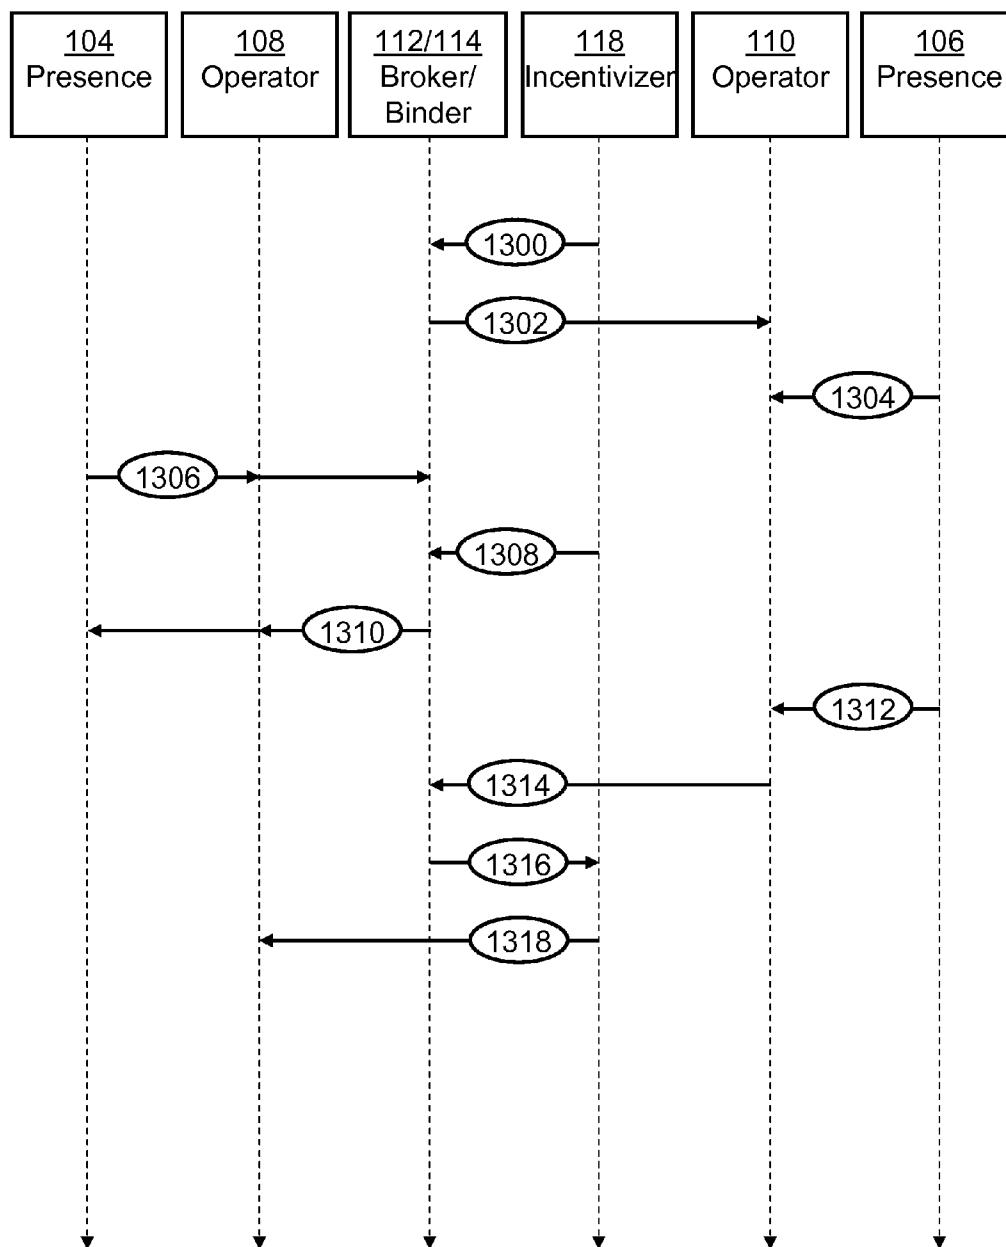 104
Presence
108
Operator
112/114
Broker/
Binder
118
Incentivizer
110
Operator
106
Presence
1300
1302
1304
1306
1308
1310
1312
1314
1316
1318